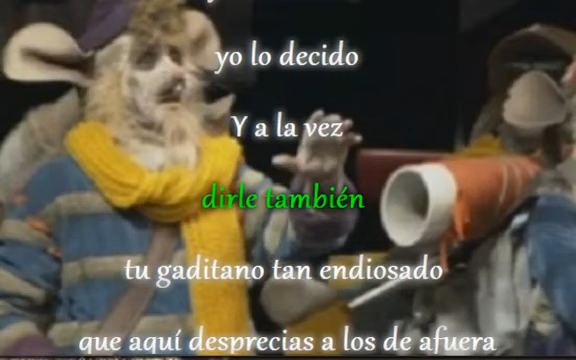 yo lo decido
Y a la vez
dirle también
tu gaditano tan endiosado
que aquí desprecias a los de afuera